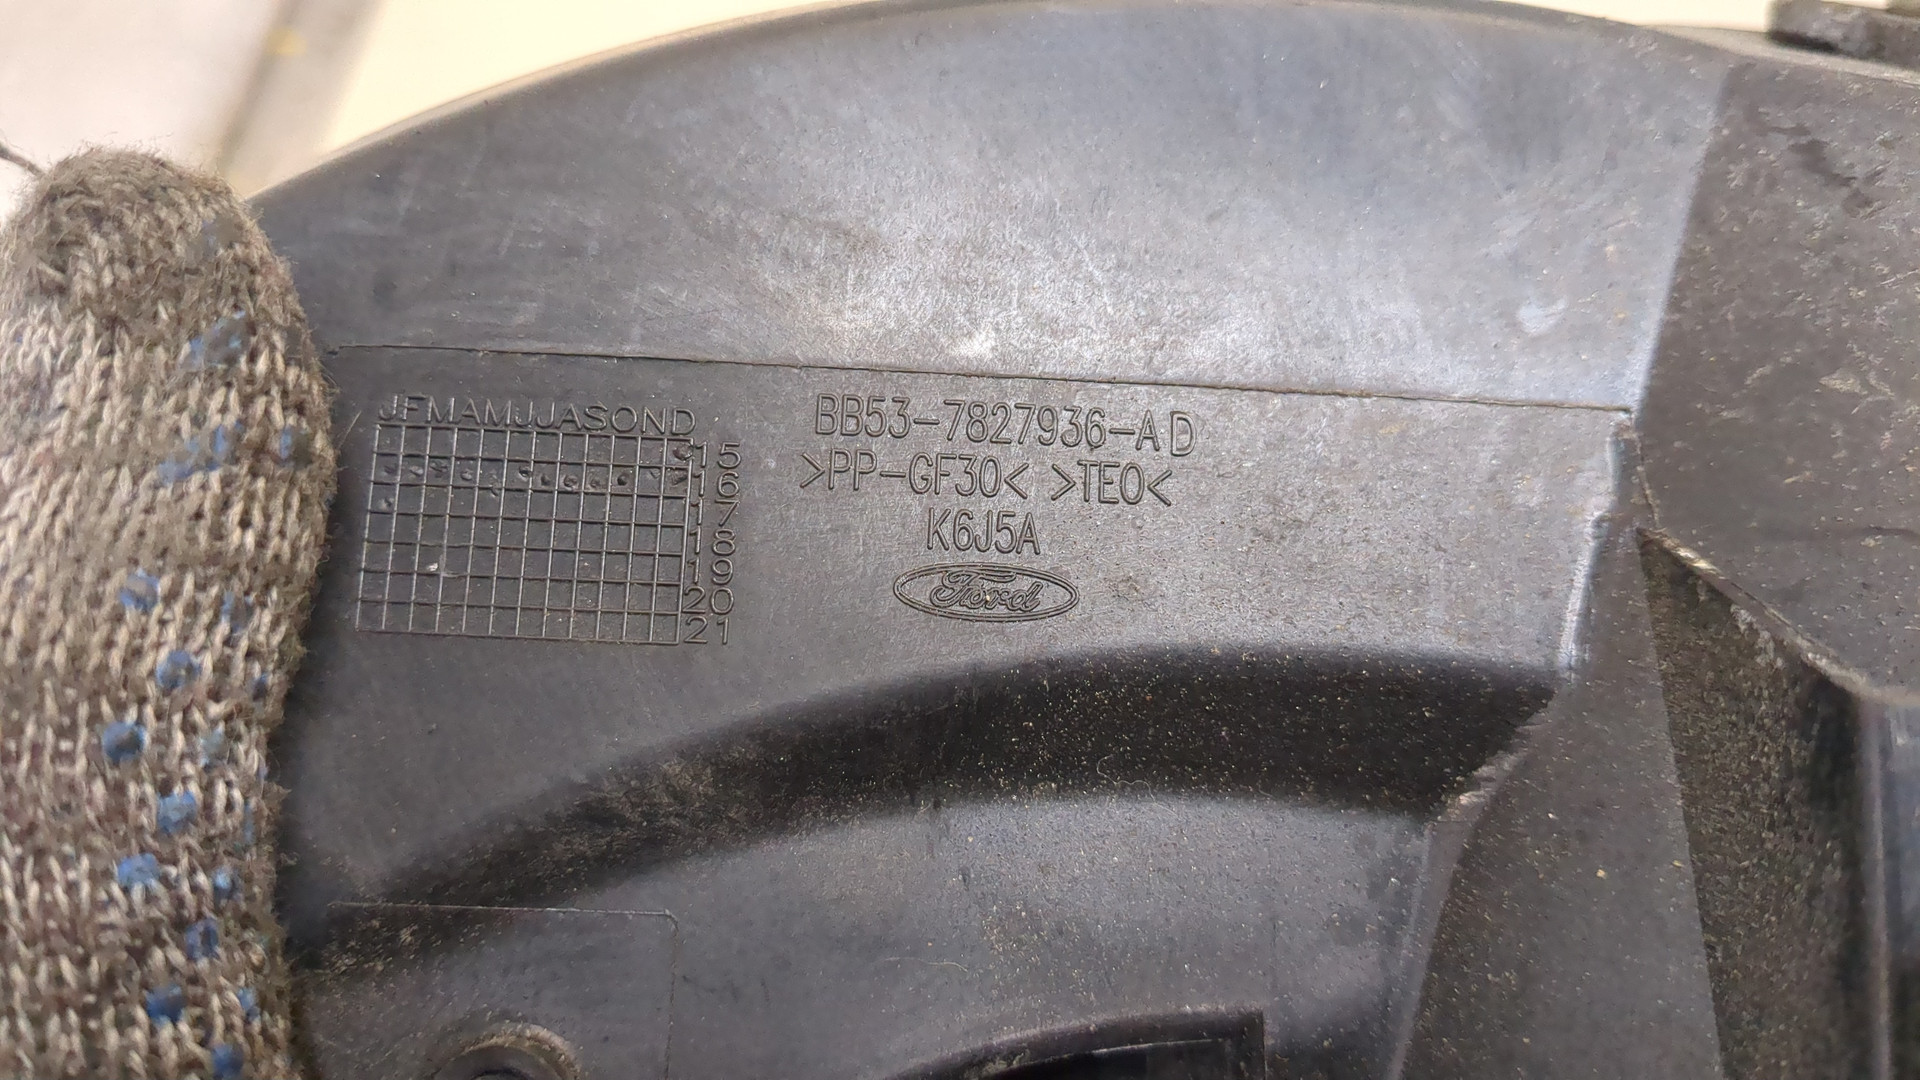 JFMAMJJASOND
15
16
17
18
19
20
21
BB53-7827936-AD
>PP-GF30< >TEO<
K6J5A
Ford